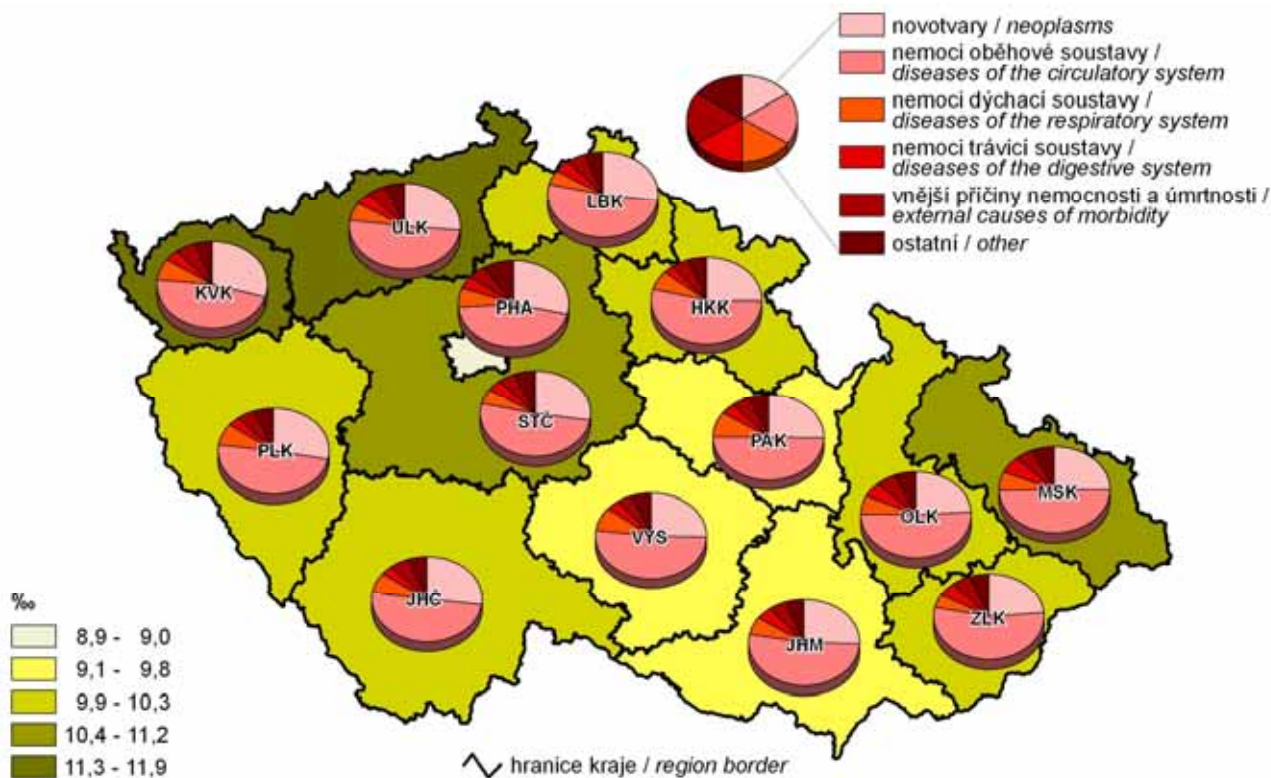 novotvary / neoplasms
nemoci oběhové soustavy /
diseases of the circulatory system
nemoci dýchací soustavy /
diseases of the respiratory system
nemoci trávicí soustavy /
diseases of the digestive system
vnější příčiny nemocnosti a úmrtnosti /
external causes of morbidity
ostatní / other
LBK
ULK
KVK
PHA
HKK
STČ
PLK
PAK
MSK
OLK
VYS
JHČ
ZLK
JHM
‰
8,9 - 9,0
9,1 - 9,8
9,9 - 10,3
10,4 - 11,2
11,3 - 11,9
hranice kraje / region border